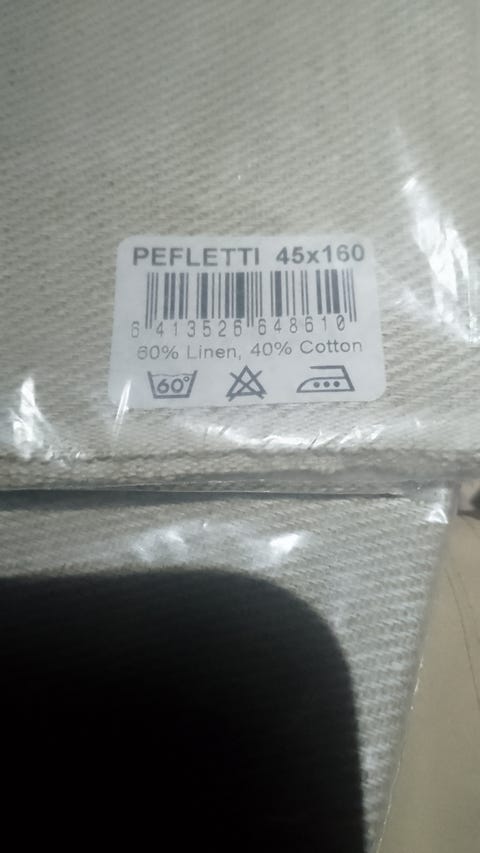 PEFLETTI 45x160
6 413526 648610
60% Linen, 40% Cotton
60°